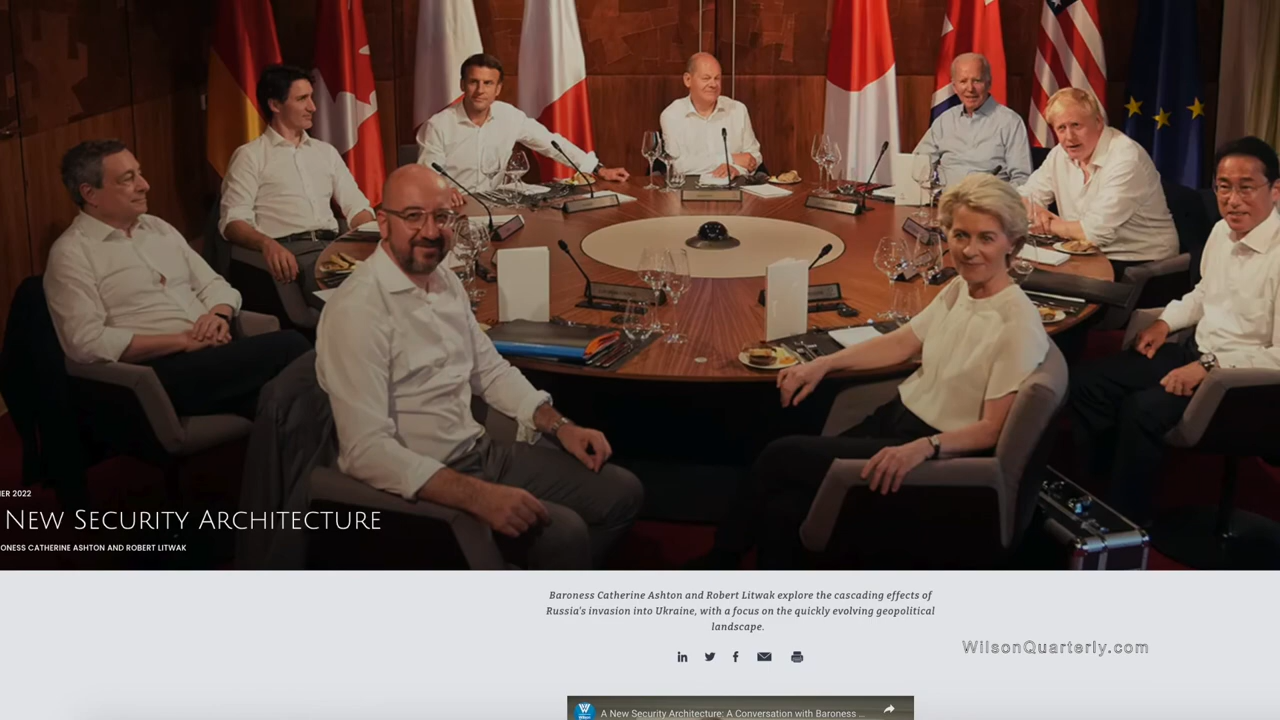 ER 2022
NEW SECURITY ARCHITECTURE
ONESS CATHERINE ASHTON AND ROBERT LITWAK
Baroness Catherine Ashton and Robert Litwak explore the cascading effects of
Russia's invasion into Ukraine, with a focus on the quickly evolving geopolitical
landscape.
WilsonQuarterly.com
A New Security Architecture: A Conversation with Baroness ...